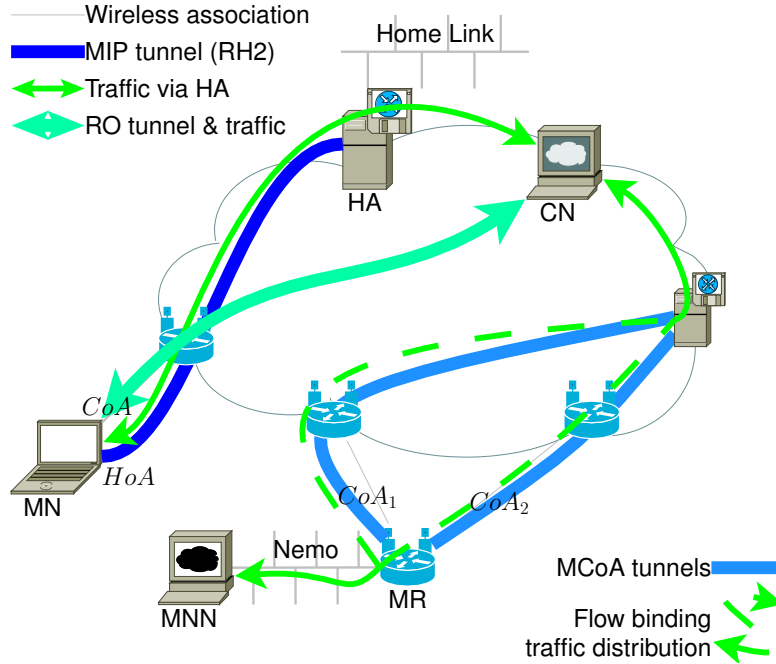 Wireless association
MIP tunnel (RH2)
Traffic via HA
RO tunnel & traffic
Home Link
HA
CN
CoA
HoA
MN
CoA1
CoA2
Nemo
MNN
MR
MCoA tunnels
Flow binding
traffic distribution